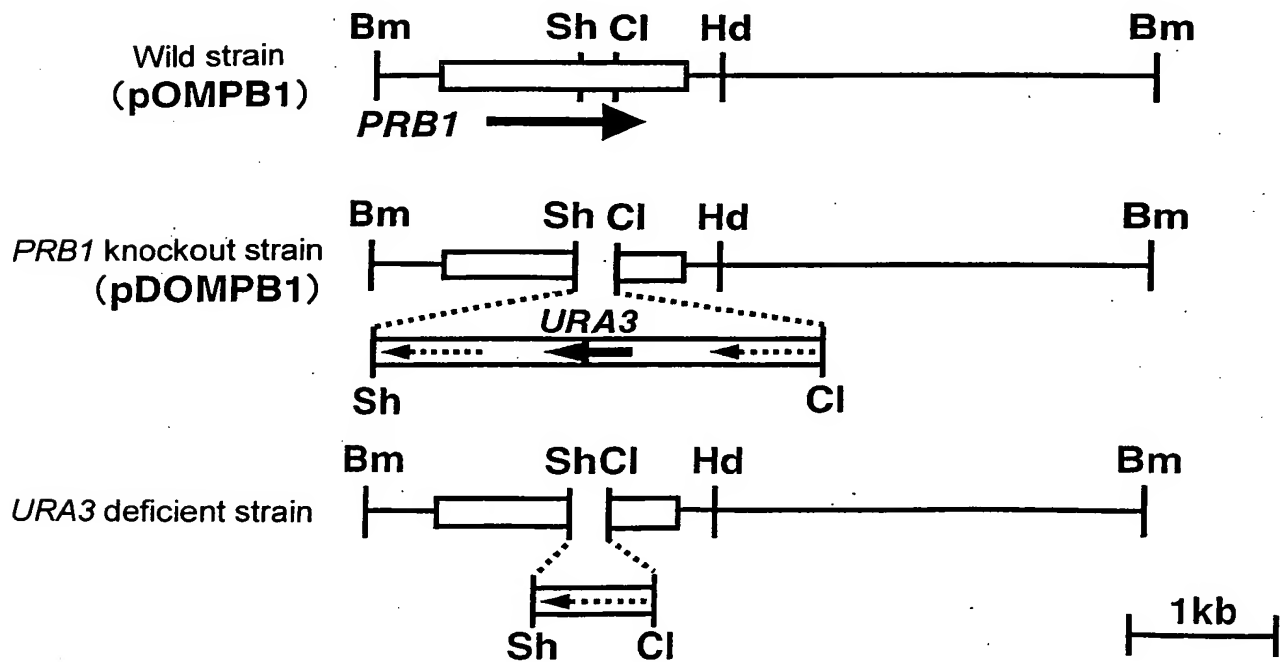 Bm Sh Cl Hd Bm
Wild strain
(pOMPB1)
PRB1
Bm Sh Cl Hd Bm
PRB1 knockout strain
(pDOMPB1)
URA3
Sh Cl
Bm Sh Cl Hd Bm
URA3 deficient strain
Sh Cl
1kb